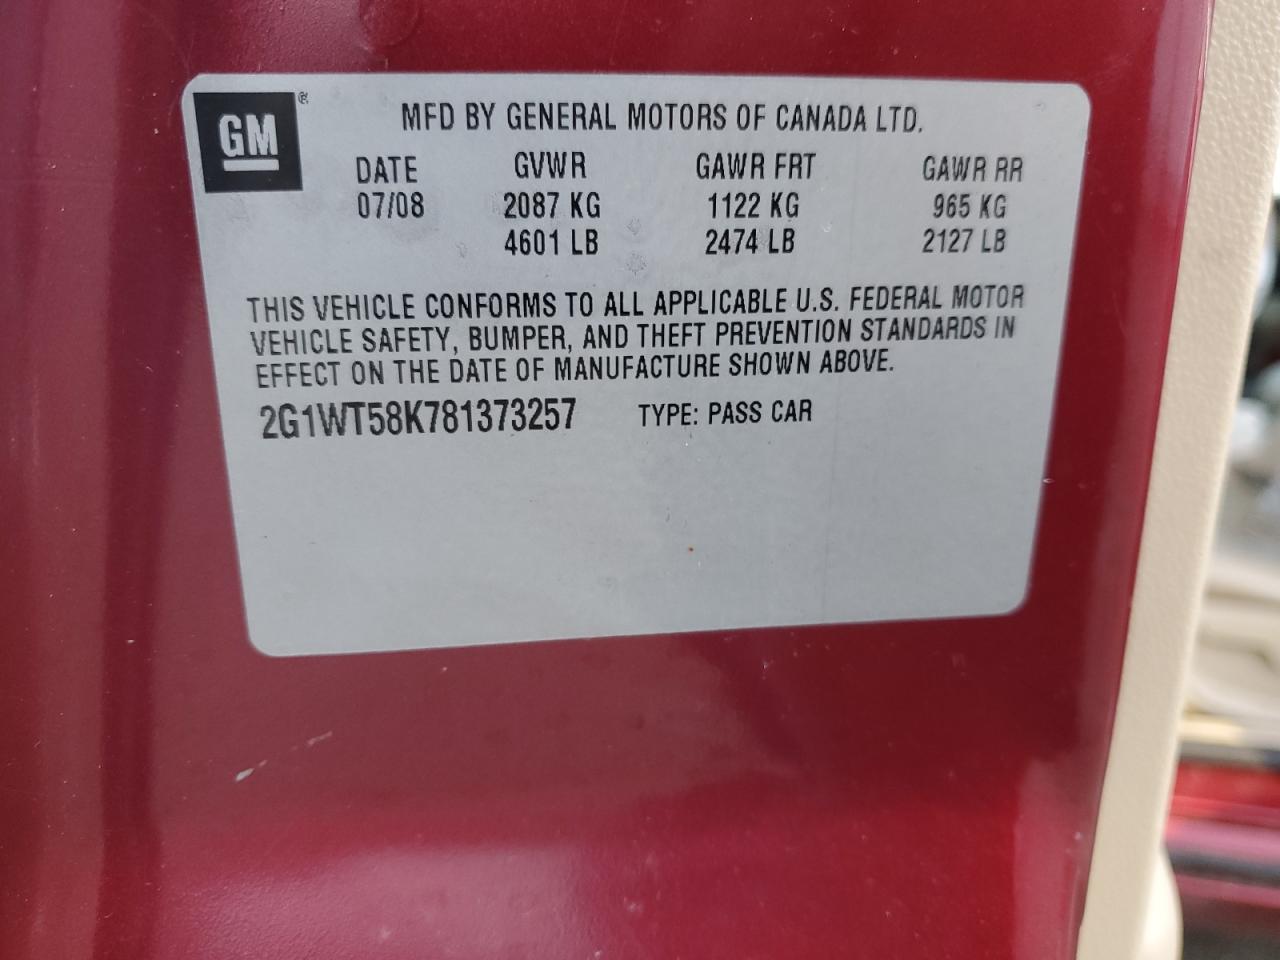 GM ®
MFD BY GENERAL MOTORS OF CANADA LTD.
DATE GVWR GAWR FRT GAWR RR
07/08 2087 KG 1122 KG 965 KG
4601 LB 2474 LB 2127 LB
THIS VEHICLE CONFORMS TO ALL APPLICABLE U.S. FEDERAL MOTOR
VEHICLE SAFETY, BUMPER, AND THEFT PREVENTION STANDARDS IN
EFFECT ON THE DATE OF MANUFACTURE SHOWN ABOVE.
2G1WT58K781373257 TYPE: PASS CAR